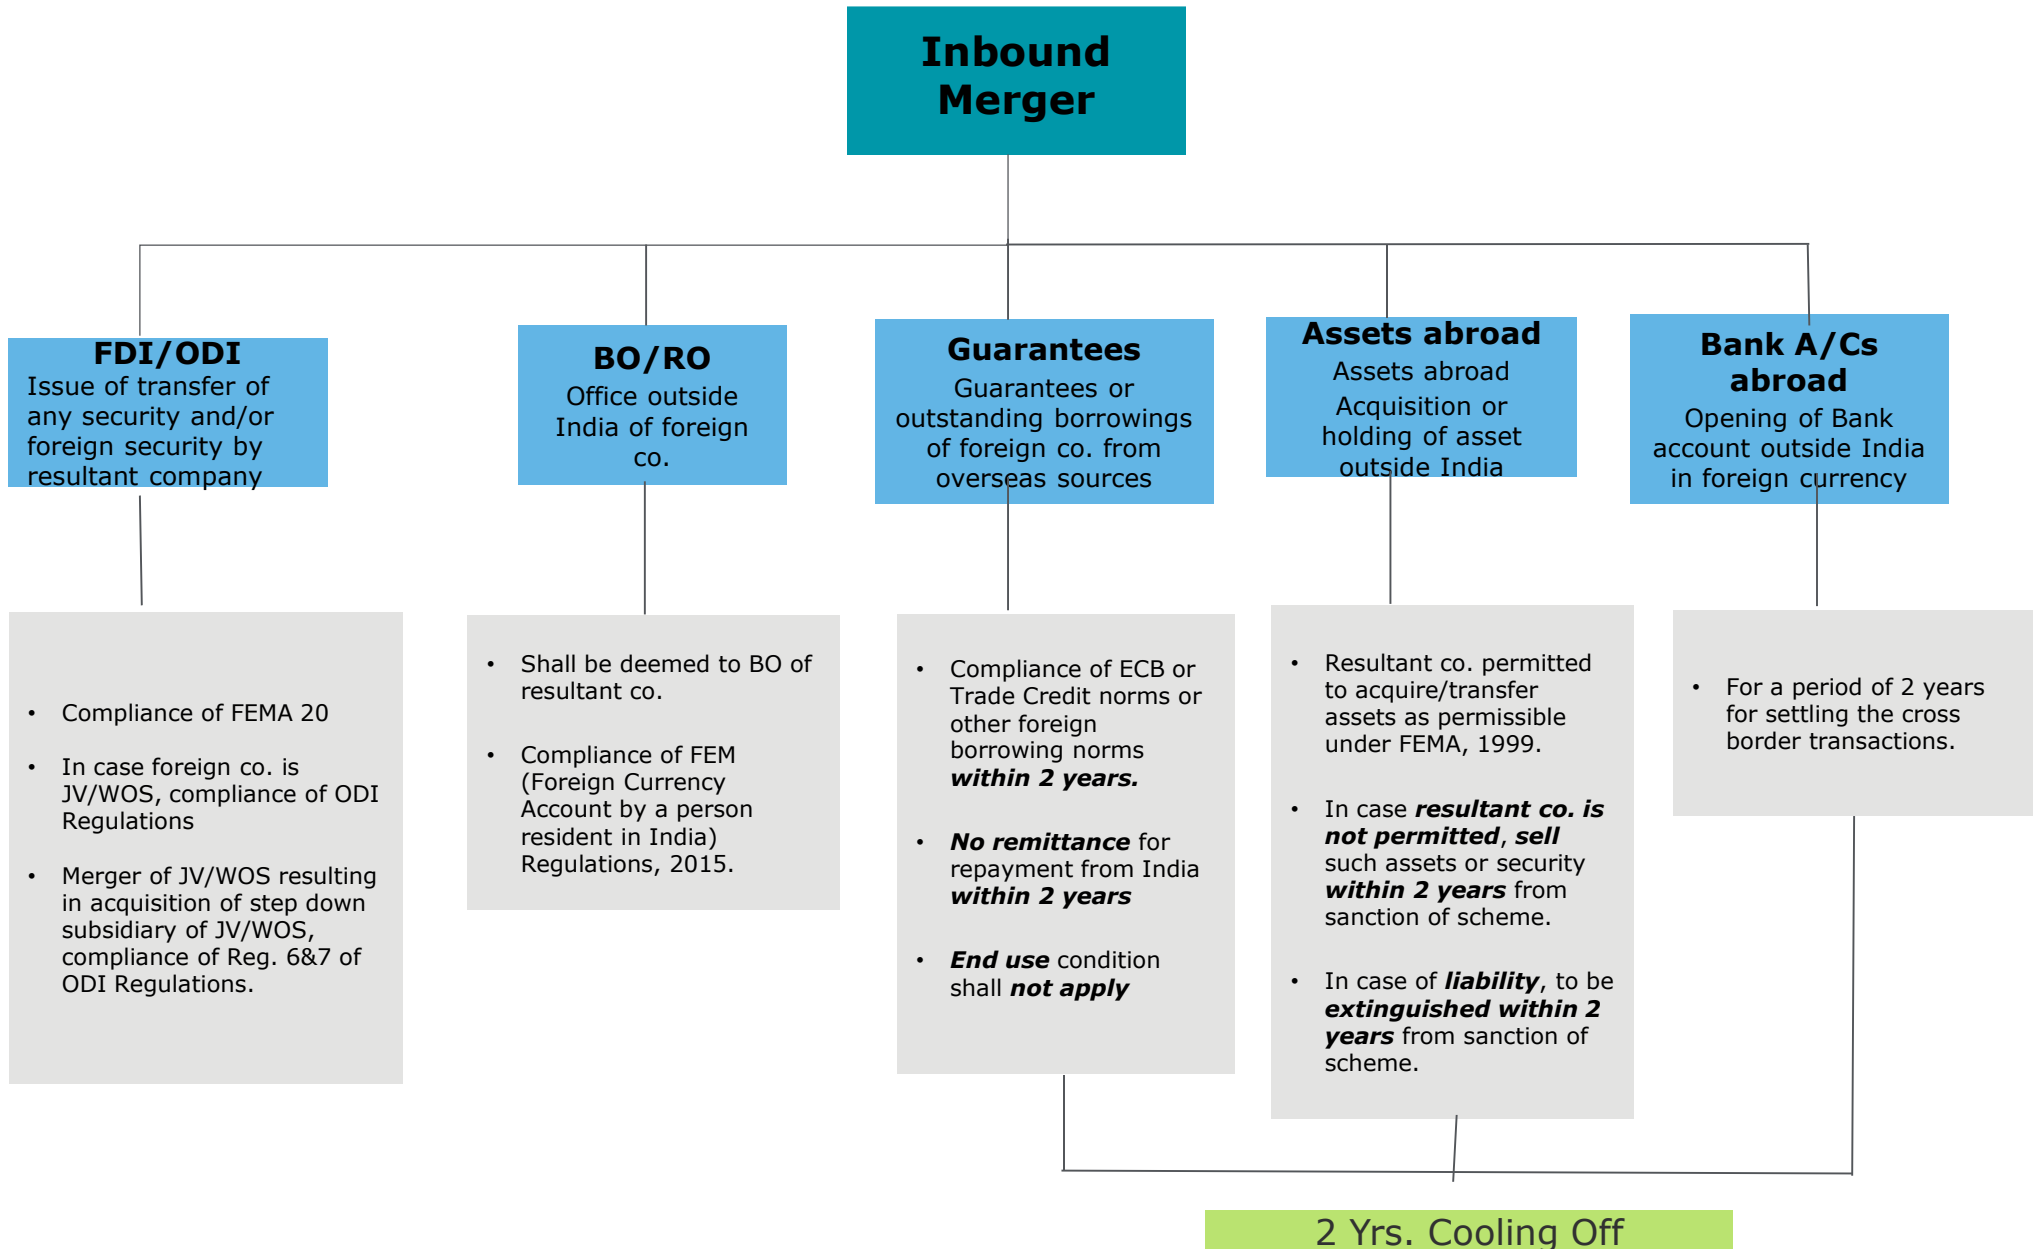 Inbound
Merger
FDI/ODI
Issue of transfer of
any security and/or
foreign security by
resultant company
BO/RO
Office outside
India of foreign
co.
Guarantees
Guarantees or
outstanding borrowings
of foreign co. from
overseas sources
Assets abroad
Assets abroad
Acquisition or
holding of asset
outside India
Bank A/Cs
abroad
Opening of Bank
account outside India
in foreign currency
• Compliance of FEMA 20
• In case foreign co. is
JV/WOS, compliance of ODI
Regulations
• Merger of JV/WOS resulting
in acquisition of step down
subsidiary of JV/WOS,
compliance of Reg. 6&7 of
ODI Regulations.
• Shall be deemed to BO of
resultant co.
• Compliance of FEM
(Foreign Currency
Account by a person
resident in India)
Regulations, 2015.
• Compliance of ECB or
Trade Credit norms or
other foreign
borrowing norms
within 2 years.
• No remittance for
repayment from India
within 2 years
• End use condition
shall not apply
• Resultant co. permitted
to acquire/transfer
assets as permissible
under FEMA, 1999.
• In case resultant co. is
not permitted, sell
such assets or security
within 2 years from
sanction of scheme.
• In case of liability, to be
extinguished within 2
years from sanction of
scheme.
• For a period of 2 years
for settling the cross
border transactions.
2 Yrs. Cooling Off